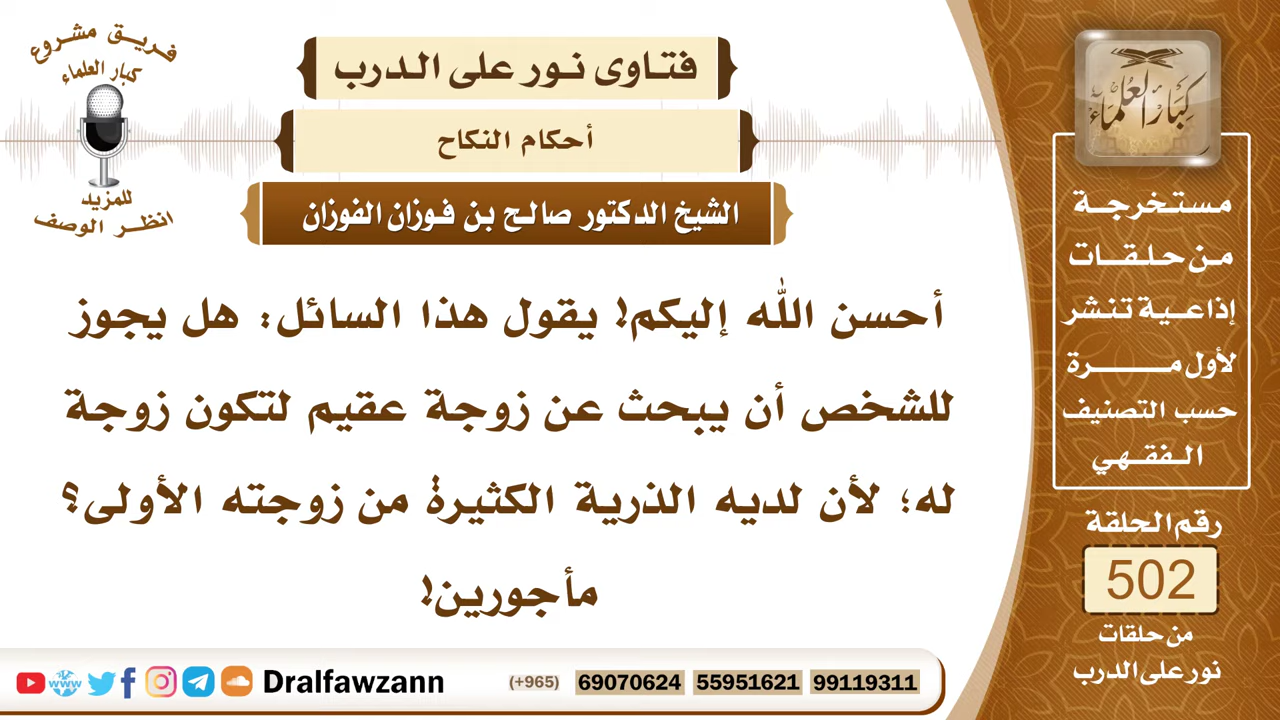 فريق مشروع
كبار العلماء
للمزيد
انظر الوصف
فتاوى نور على الدرب
أحكام النكاح
الشيخ الدكتور صالح بن فوزان الفوزان
أحسن الله إليكم! يقول هذا السائل: هل يجوز
للشخص أن يبحث عن زوجة عقيم لتكون زوجة
له؛ لأن لديه الذرية الكثيرة من زوجته الأولى؟
مأجورين!
كبار العلماء
مستخرجة
من حلقات
إذاعية تنشر
لأول مرة
حسب التصنيف
الفقهي
رقم الحلقة
502
من حلقات
نور على الدرب
www Dralfawzann (+965) 69070624 55951621 99119311